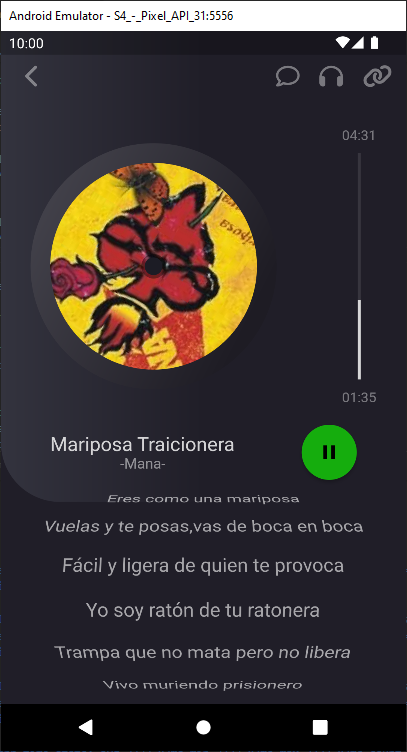 Android Emulator - S4_-_Pixel_API_31:5556
10:00
04:31
01:35
Mariposa Traicionera
-Mana-
Eres como una mariposa
Vuelas y te posas,vas de boca en boca
Fácil y ligera de quien te provoca
Yo soy ratón de tu ratonera
Trampa que no mata pero no libera
Vivo muriendo prisionero